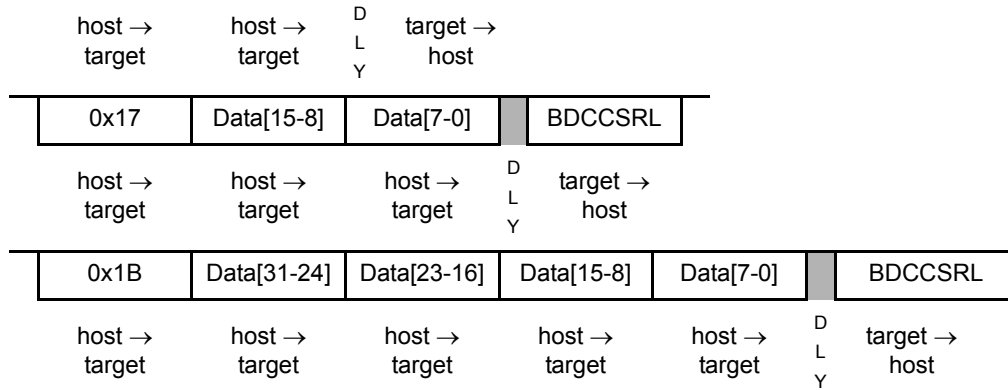 host → host → D target →
target target L host
Y
0x17 Data[15-8] Data[7-0] BDCCSRL
host → host → host → D target →
target target target L host
Y
0x1B Data[31-24] Data[23-16] Data[15-8] Data[7-0] BDCCSRL
host → host → host → host → host → D target →
target target target target target L host
Y